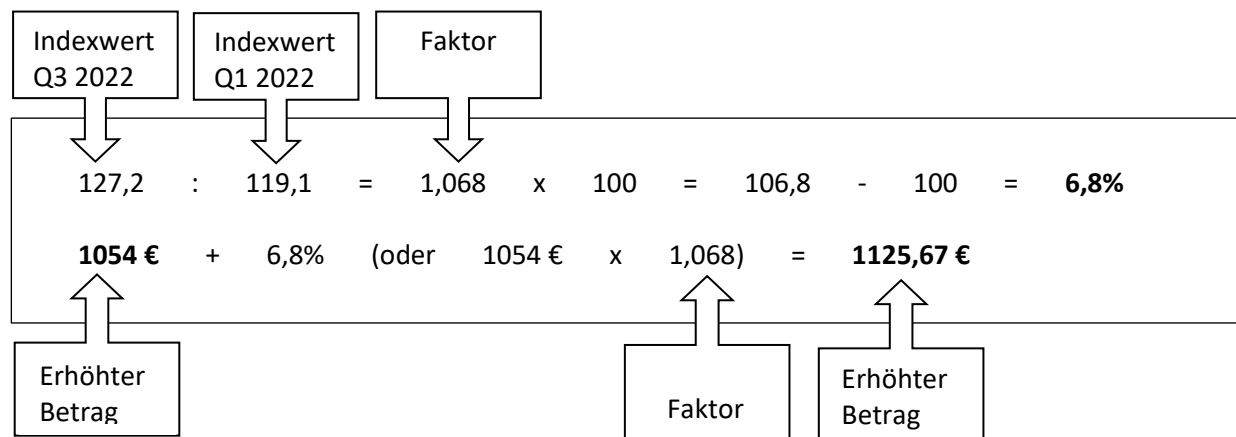 Indexwert
Q3 2022
Indexwert
Q1 2022
Faktor
127,2 : 119,1 = 1,068 x 100 = 106,8 - 100 = 6,8%
1054 € + 6,8% (oder 1054 € x 1,068) = 1125,67 €
Erhöhter
Betrag
Faktor
Erhöhter
Betrag